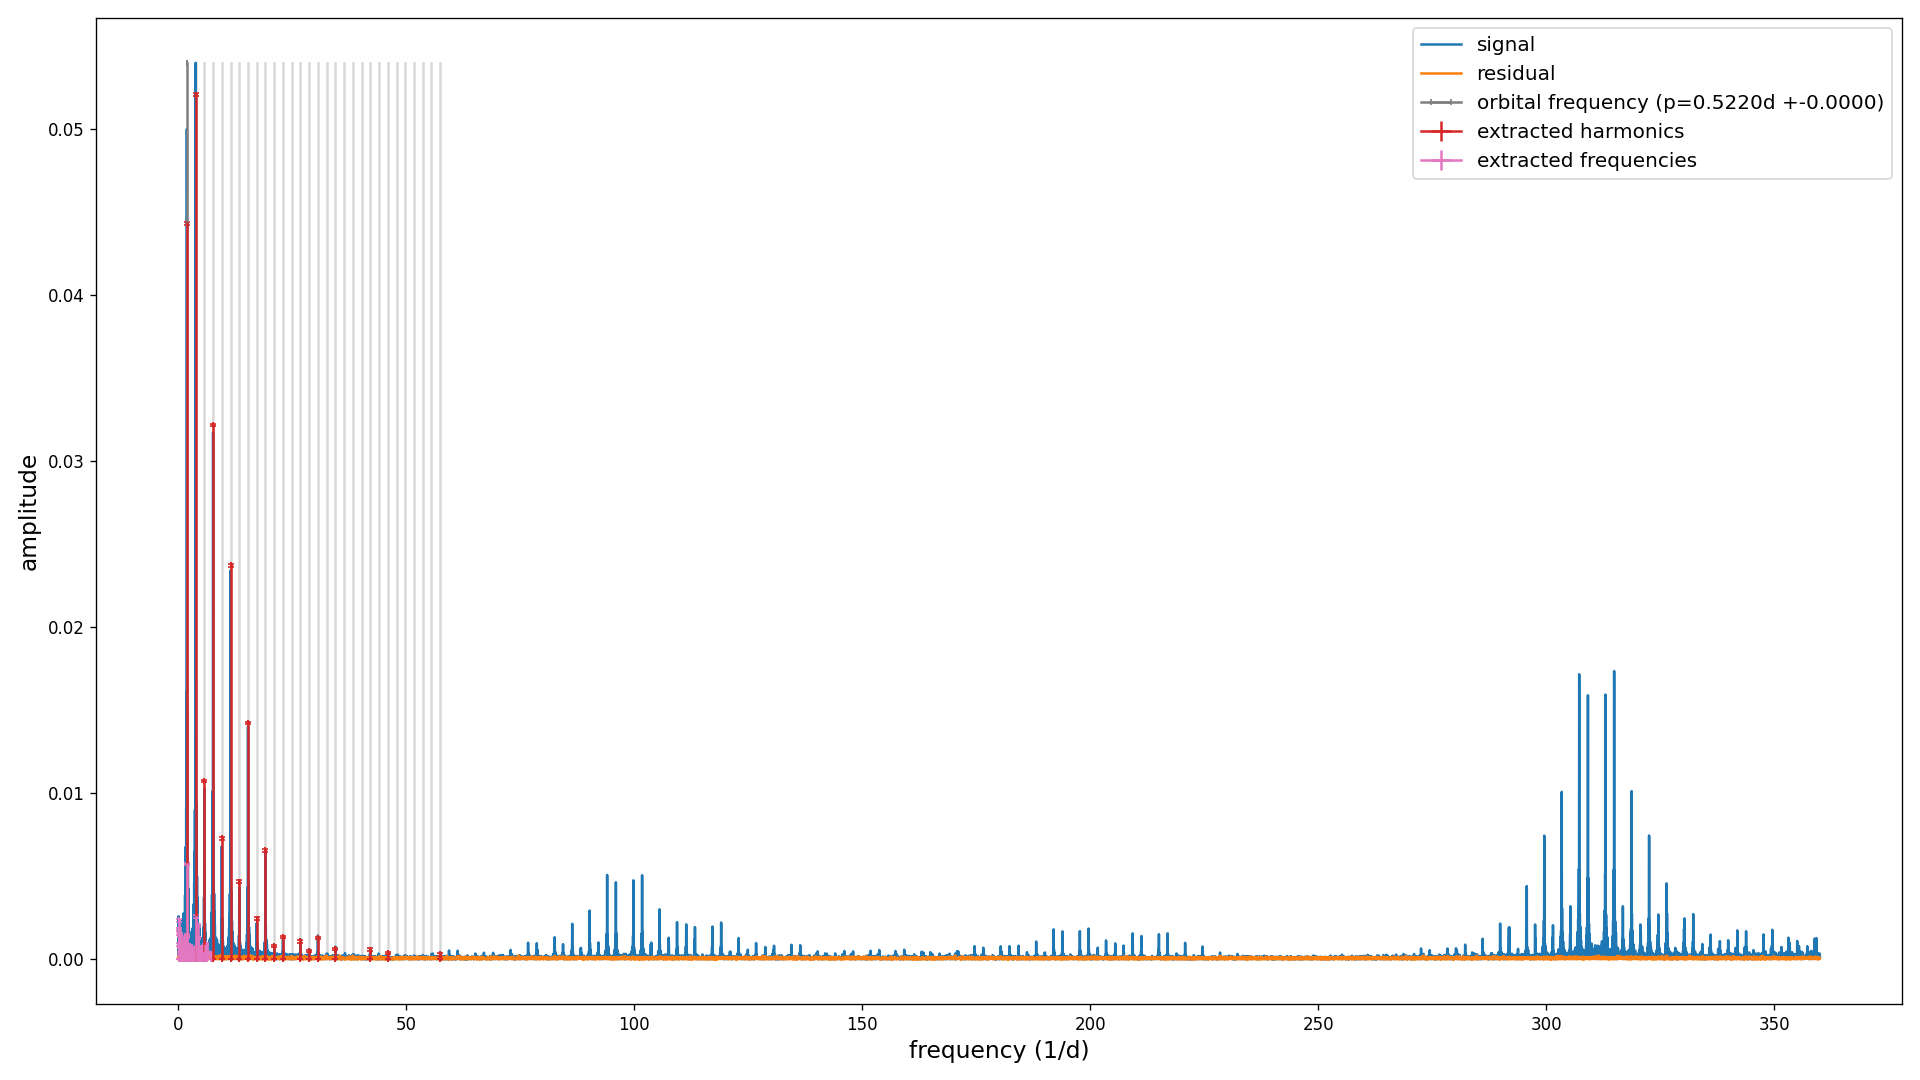 signal
residual
orbital frequency (p=0.5220d +-0.0000)
extracted harmonics
extracted frequencies
amplitude
0.05
0.04
0.03
0.02
0.01
0.00
0 50 100 150 200 250 300 350
frequency (1/d)